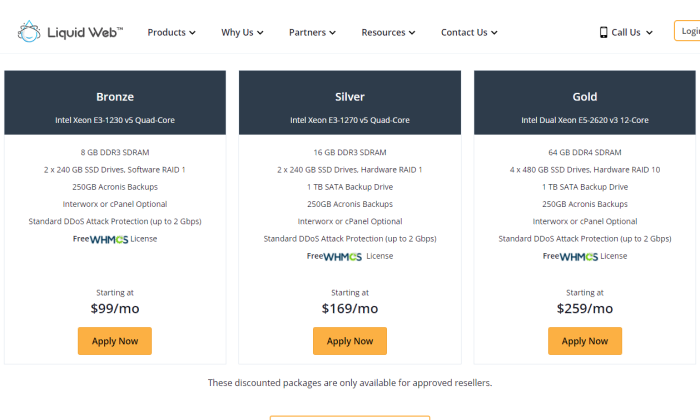 Liquid Web™ Products Why Us Partners Resources Contact Us Call Us Login
Bronze
Intel Xeon E3-1230 v5 Quad-Core
8 GB DDR3 SDRAM
2 x 240 GB SSD Drives, Software RAID 1
250GB Acronis Backups
Interworx or cPanel Optional
Standard DDoS Attack Protection (up to 2 Gbps)
Free WHMCS License
Starting at
$99/mo
Apply Now
Silver
Intel Xeon E3-1270 v5 Quad-Core
16 GB DDR3 SDRAM
2 x 240 GB SSD Drives, Hardware RAID 1
1 TB SATA Backup Drive
250GB Acronis Backups
Interworx or cPanel Optional
Standard DDoS Attack Protection (up to 2 Gbps)
Free WHMCS License
Starting at
$169/mo
Apply Now
Gold
Intel Dual Xeon E5-2620 v3 12-Core
64 GB DDR4 SDRAM
4 x 480 GB SSD Drives, Hardware RAID 10
1 TB SATA Backup Drive
250GB Acronis Backups
Interworx or cPanel Optional
Standard DDoS Attack Protection (up to 2 Gbps)
Free WHMCS License
Starting at
$259/mo
Apply Now
These discounted packages are only available for approved resellers.